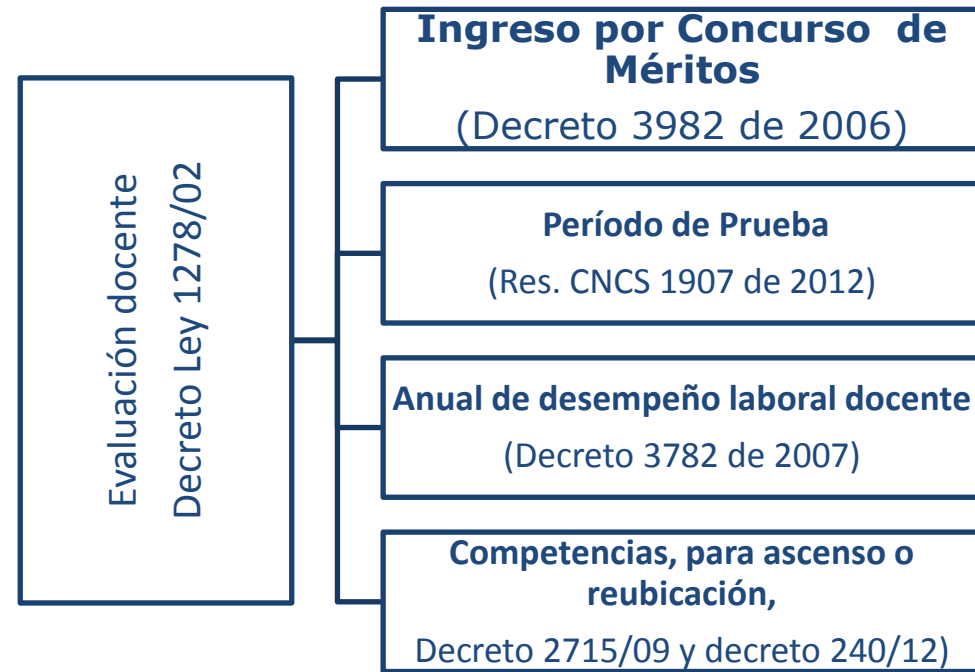 Evaluación docente
Decreto Ley 1278/02
Ingreso por Concurso de
Méritos
(Decreto 3982 de 2006)
Período de Prueba
(Res. CNCS 1907 de 2012)
Anual de desempeño laboral docente
(Decreto 3782 de 2007)
Competencias, para ascenso o
reubicación,
Decreto 2715/09 y decreto 240/12)